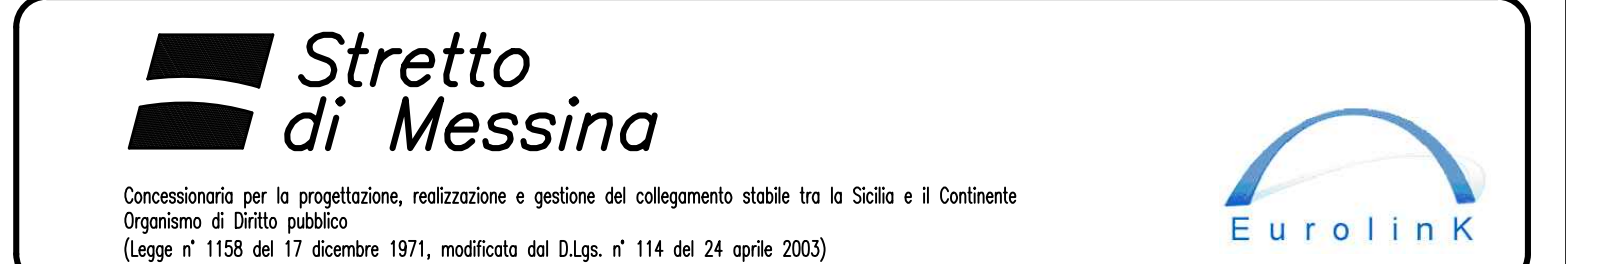 Stretto
di Messina
Concessionaria per la progettazione, realizzazione e gestione del collegamento stabile tra la Sicilia e il Continente
Organismo di Diritto pubblico
(Legge n° 1158 del 17 dicembre 1971, modificata dal D.Lgs. n° 114 del 24 aprile 2003)
EurolinK